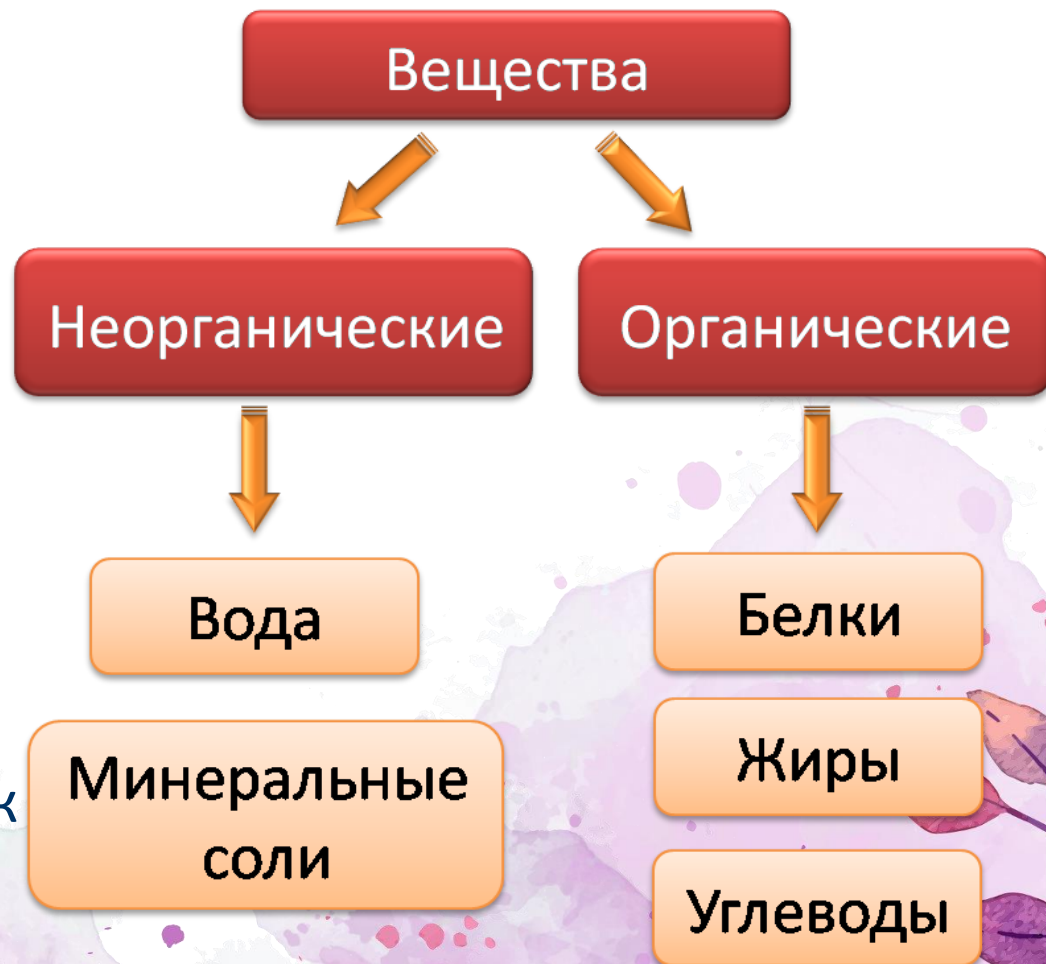 Вещества
Неорганические
Органические
Вода
Минеральные
соли
Белки
Жиры
Углеводы